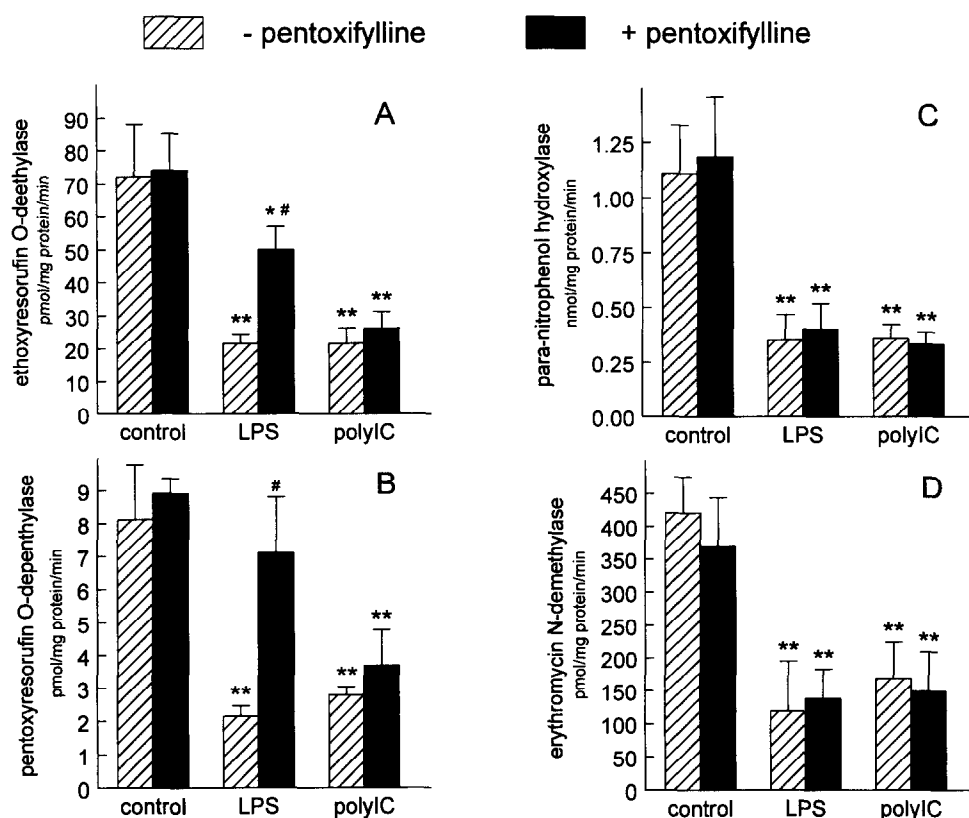 - pentoxifylline
+ pentoxifylline
A
ethoxyresorufin O-deethylase
pmol/mg protein/min
90
80
70
60
50
40
30
20
10
0
* #
**
**
**
control
LPS
polyIC
B
pentoxyresorufin O-depenthylase
pmol/mg protein/min
9
8
7
6
5
4
3
2
1
0
#
**
**
**
control
LPS
polyIC
C
para-nitrophenol hydroxylase
nmol/mg protein/min
1.25
1.00
0.75
0.50
0.25
0.00
**
**
**
**
control
LPS
polyIC
D
erythromycin N-demethylase
pmol/mg protein/min
450
400
350
300
250
200
150
100
50
0
**
**
**
**
control
LPS
polyIC